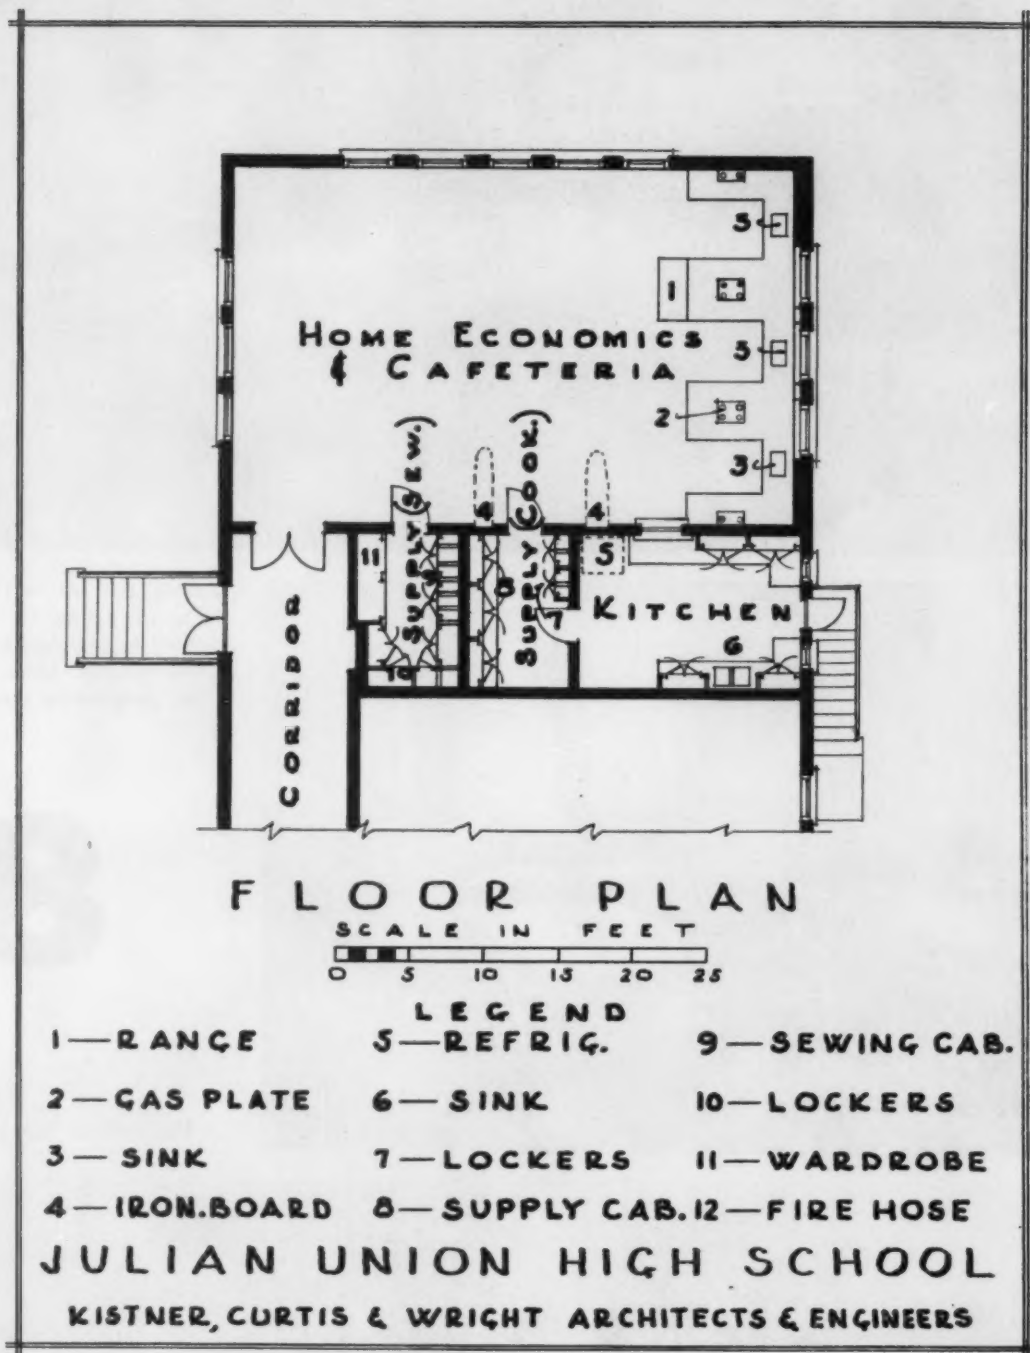 5
1
HOME ECONOMICS
& CAFETERIA
3
2
3
SUPPLY (SEW.)
SUPPLY (COOK.)
4
4
11
9
8
5
7
KITCHEN
6
10
CORRIDOR
FLOOR PLAN
SCALE IN FEET
0 5 10 15 20 25
LEGEND
1—RANGE 5—REFRIG. 9—SEWING CAB.
2—GAS PLATE 6—SINK 10—LOCKERS
3—SINK 7—LOCKERS 11—WARDROBE
4—IRON.BOARD 8—SUPPLY CAB. 12—FIRE HOSE
JULIAN UNION HIGH SCHOOL
KISTNER, CURTIS & WRIGHT ARCHITECTS & ENGINEERS